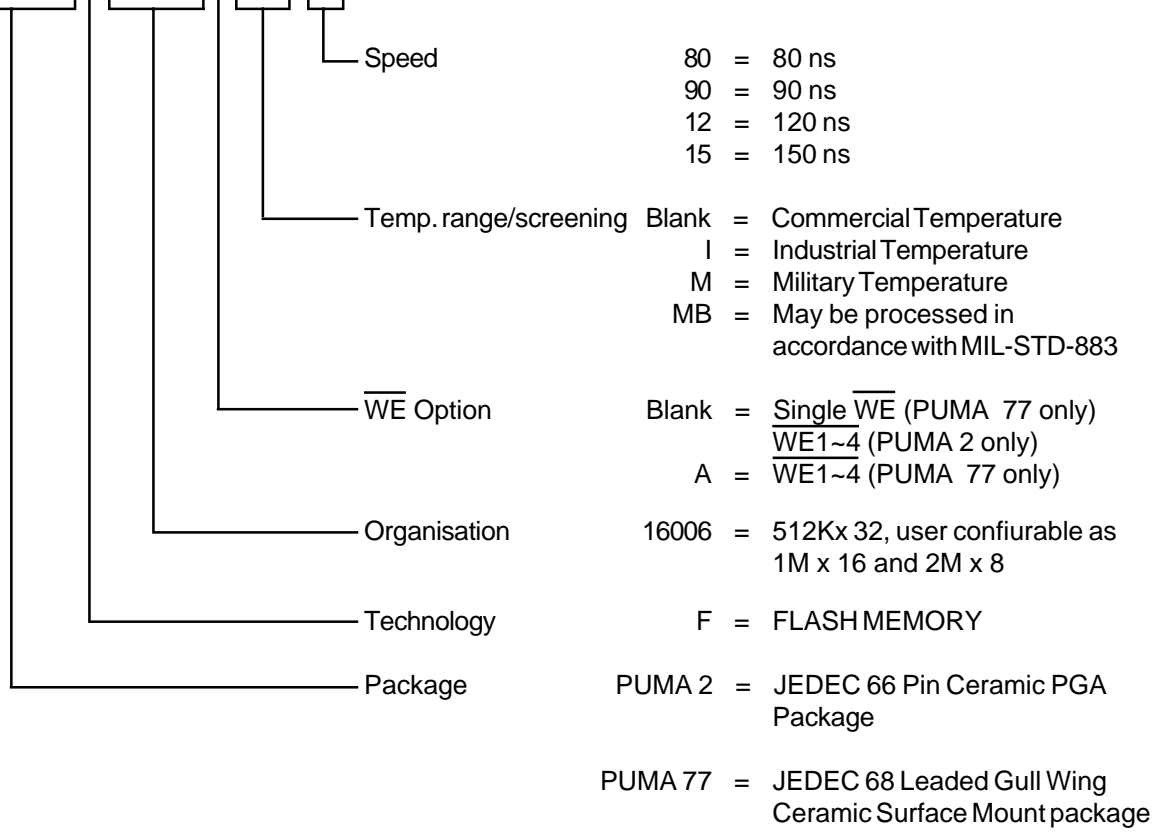 Speed 80 = 80 ns
90 = 90 ns
12 = 120 ns
15 = 150 ns
Temp. range/screening Blank = Commercial Temperature
I = Industrial Temperature
M = Military Temperature
MB = May be processed in
accordance with MIL-STD-883
WE Option Blank = Single WE (PUMA 77 only)
WE1~4 (PUMA 2 only)
A = WE1~4 (PUMA 77 only)
Organisation 16006 = 512K x 32, user confiurable as
1M x 16 and 2M x 8
Technology F = FLASH MEMORY
Package PUMA 2 = JEDEC 66 Pin Ceramic PGA
Package
PUMA 77 = JEDEC 68 Leaded Gull Wing
Ceramic Surface Mount package